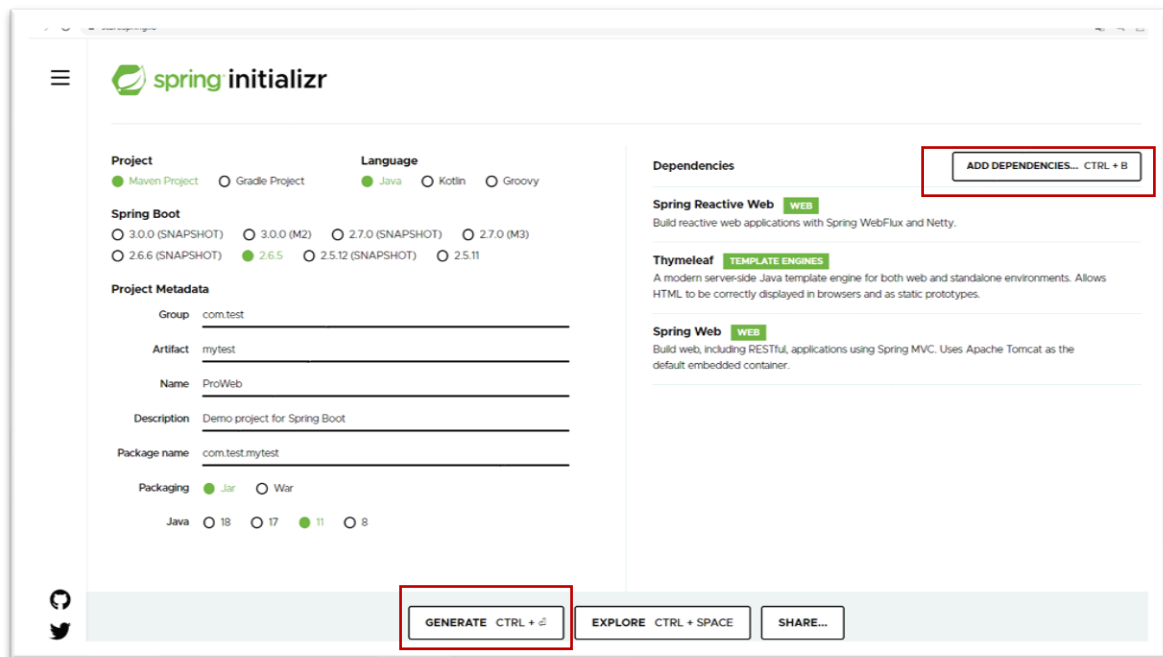 spring initializr
Project
Maven Project Gradle Project
Language
Java Kotlin Groovy
Spring Boot
3.0.0 (SNAPSHOT) 3.0.0 (M2) 2.7.0 (SNAPSHOT) 2.7.0 (M3)
2.6.6 (SNAPSHOT) 2.6.5 2.5.12 (SNAPSHOT) 2.5.11
Project Metadata
Group com.test
Artifact mytest
Name ProWeb
Description Demo project for Spring Boot
Package name com.test.mytest
Packaging Jar War
Java 18 17 11 8
Dependencies
ADD DEPENDENCIES... CTRL + B
Spring Reactive Web WEB
Build reactive web applications with Spring WebFlux and Netty.
Thymeleaf TEMPLATE ENGINES
A modern server-side Java template engine for both web and standalone environments. Allows
HTML to be correctly displayed in browsers and as static prototypes.
Spring Web WEB
Build web, including RESTful, applications using Spring MVC. Uses Apache Tomcat as the
default embedded container.
GENERATE CTRL + ⏎
EXPLORE CTRL + SPACE
SHARE...